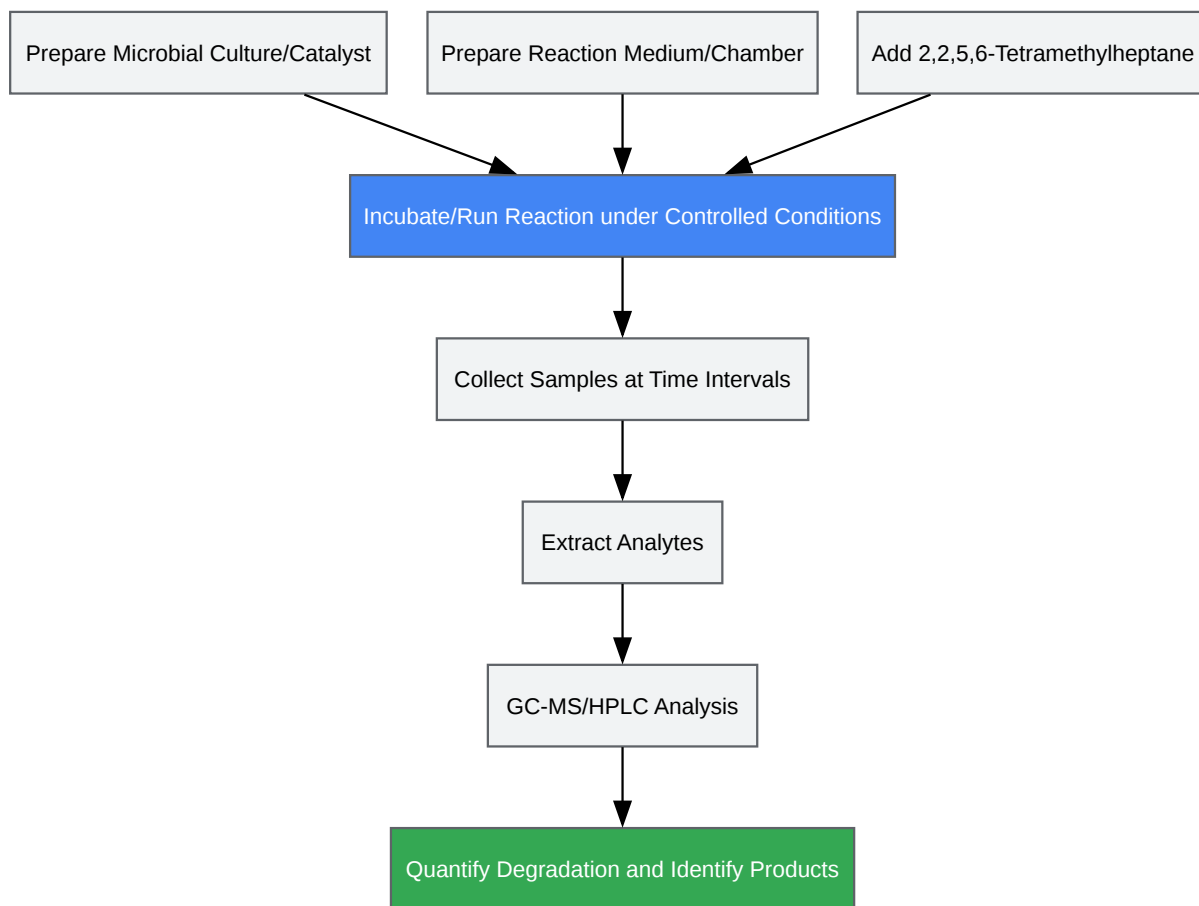 Prepare Microbial Culture/Catalyst
Prepare Reaction Medium/Chamber
Add 2,2,5,6-Tetramethylheptane
Incubate/Run Reaction under Controlled Conditions
Collect Samples at Time Intervals
Extract Analytes
GC-MS/HPLC Analysis
Quantify Degradation and Identify Products